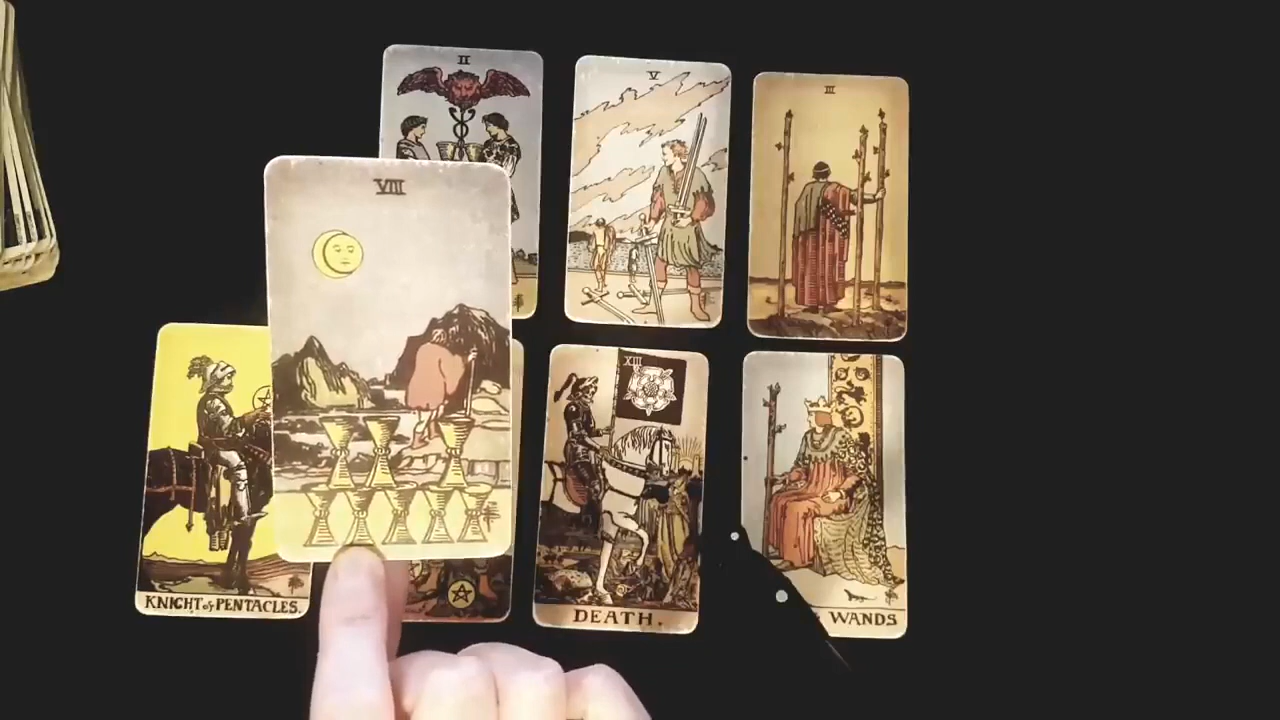 II
V
III
VIII
XIII
KNIGHT of PENTACLES.
DEATH.
WANDS